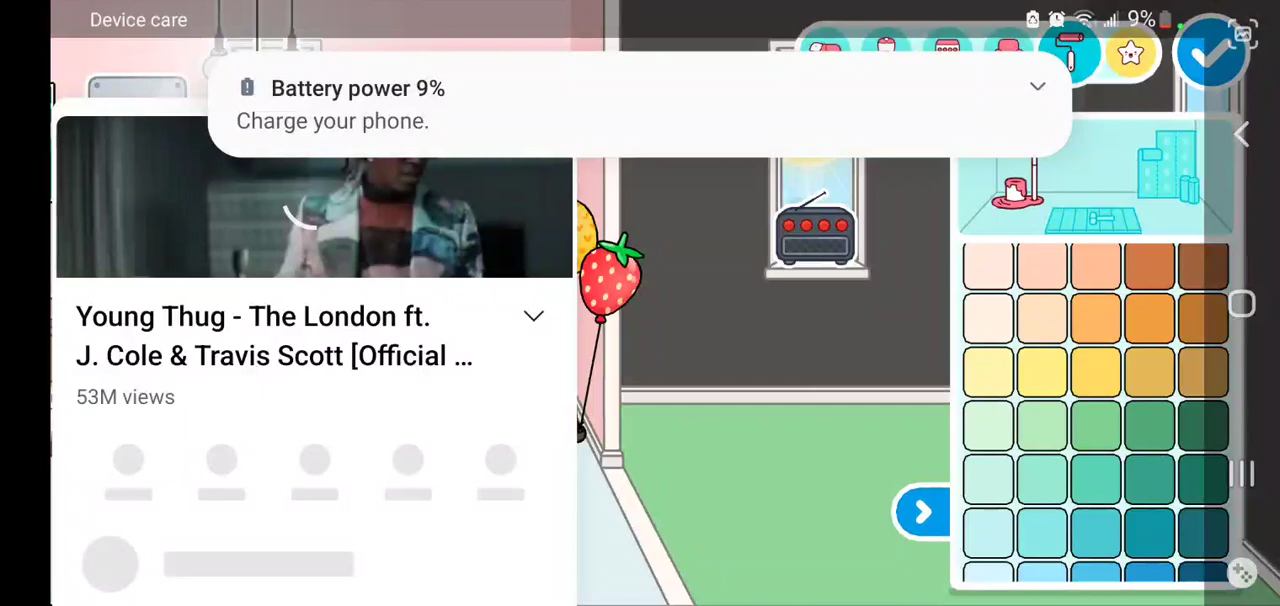 Device care
9%
Battery power 9%
Charge your phone.
Young Thug - The London ft.
J. Cole & Travis Scott [Official ...
53M views